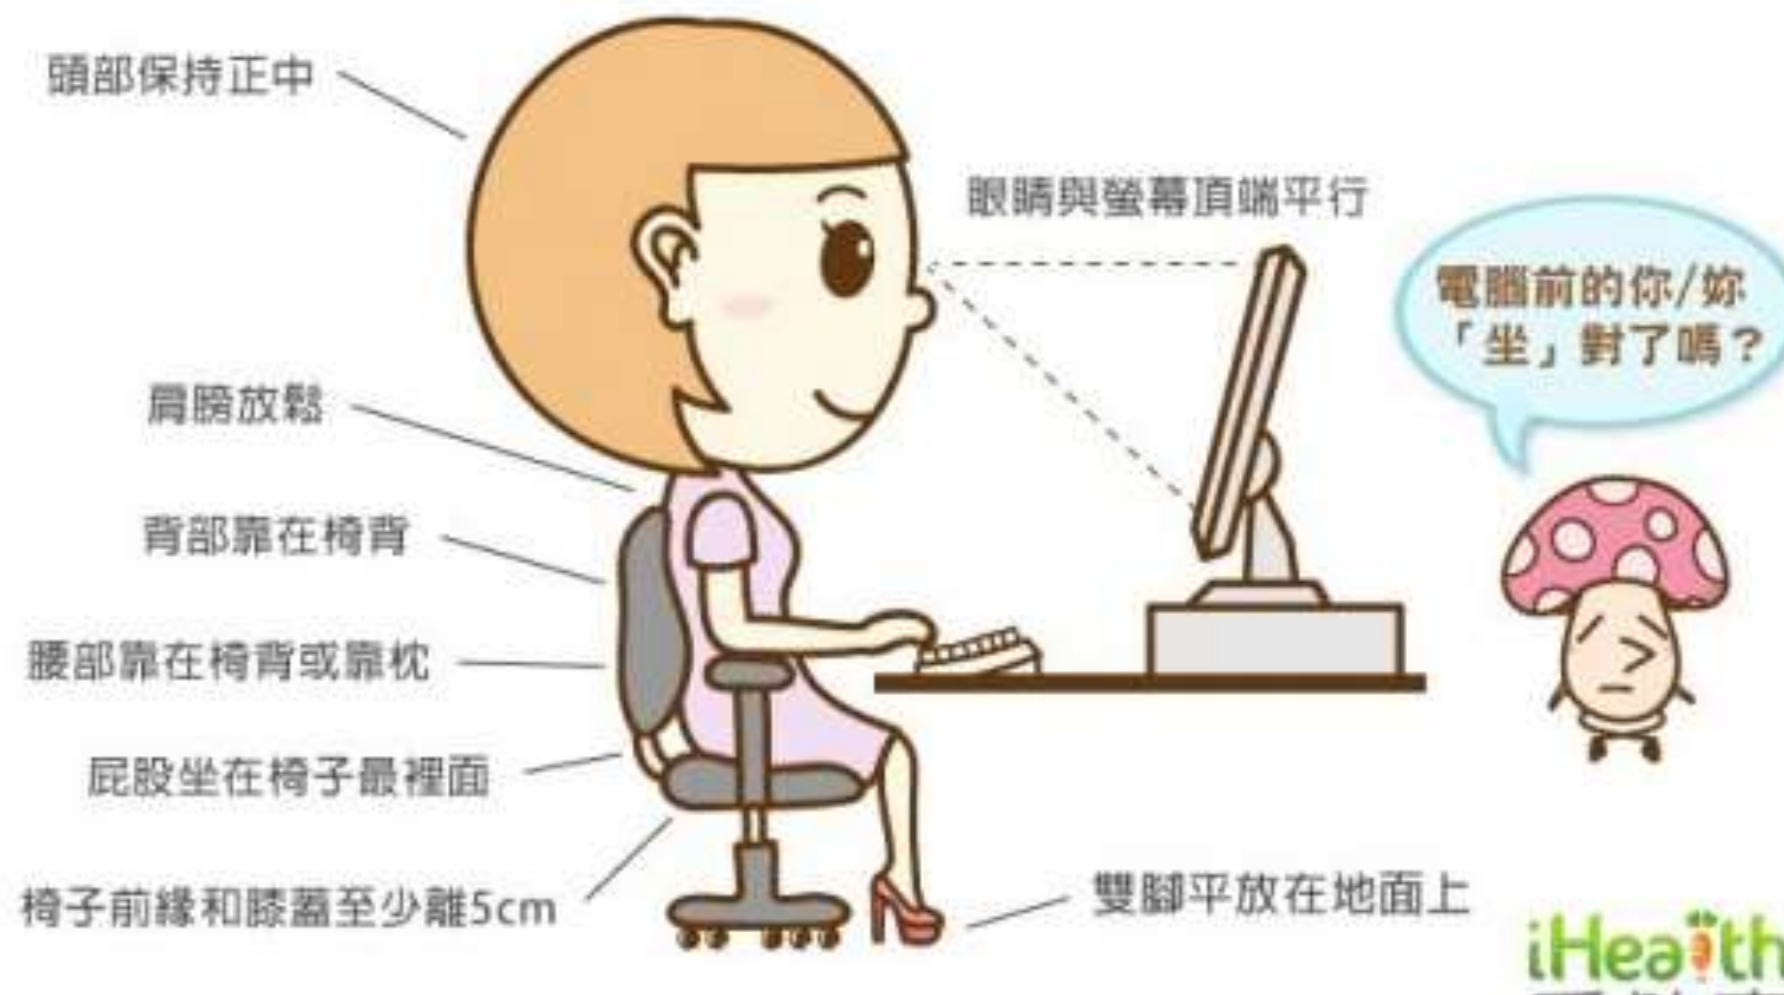 頭部保持正中
眼睛與螢幕頂端平行
電腦前的你/妳
「坐」對了嗎？
肩膀放鬆
背部靠在椅背
腰部靠在椅背或靠枕
屁股坐在椅子最裡面
椅子前緣和膝蓋至少離5cm
雙腳平放在地面上
iHealth